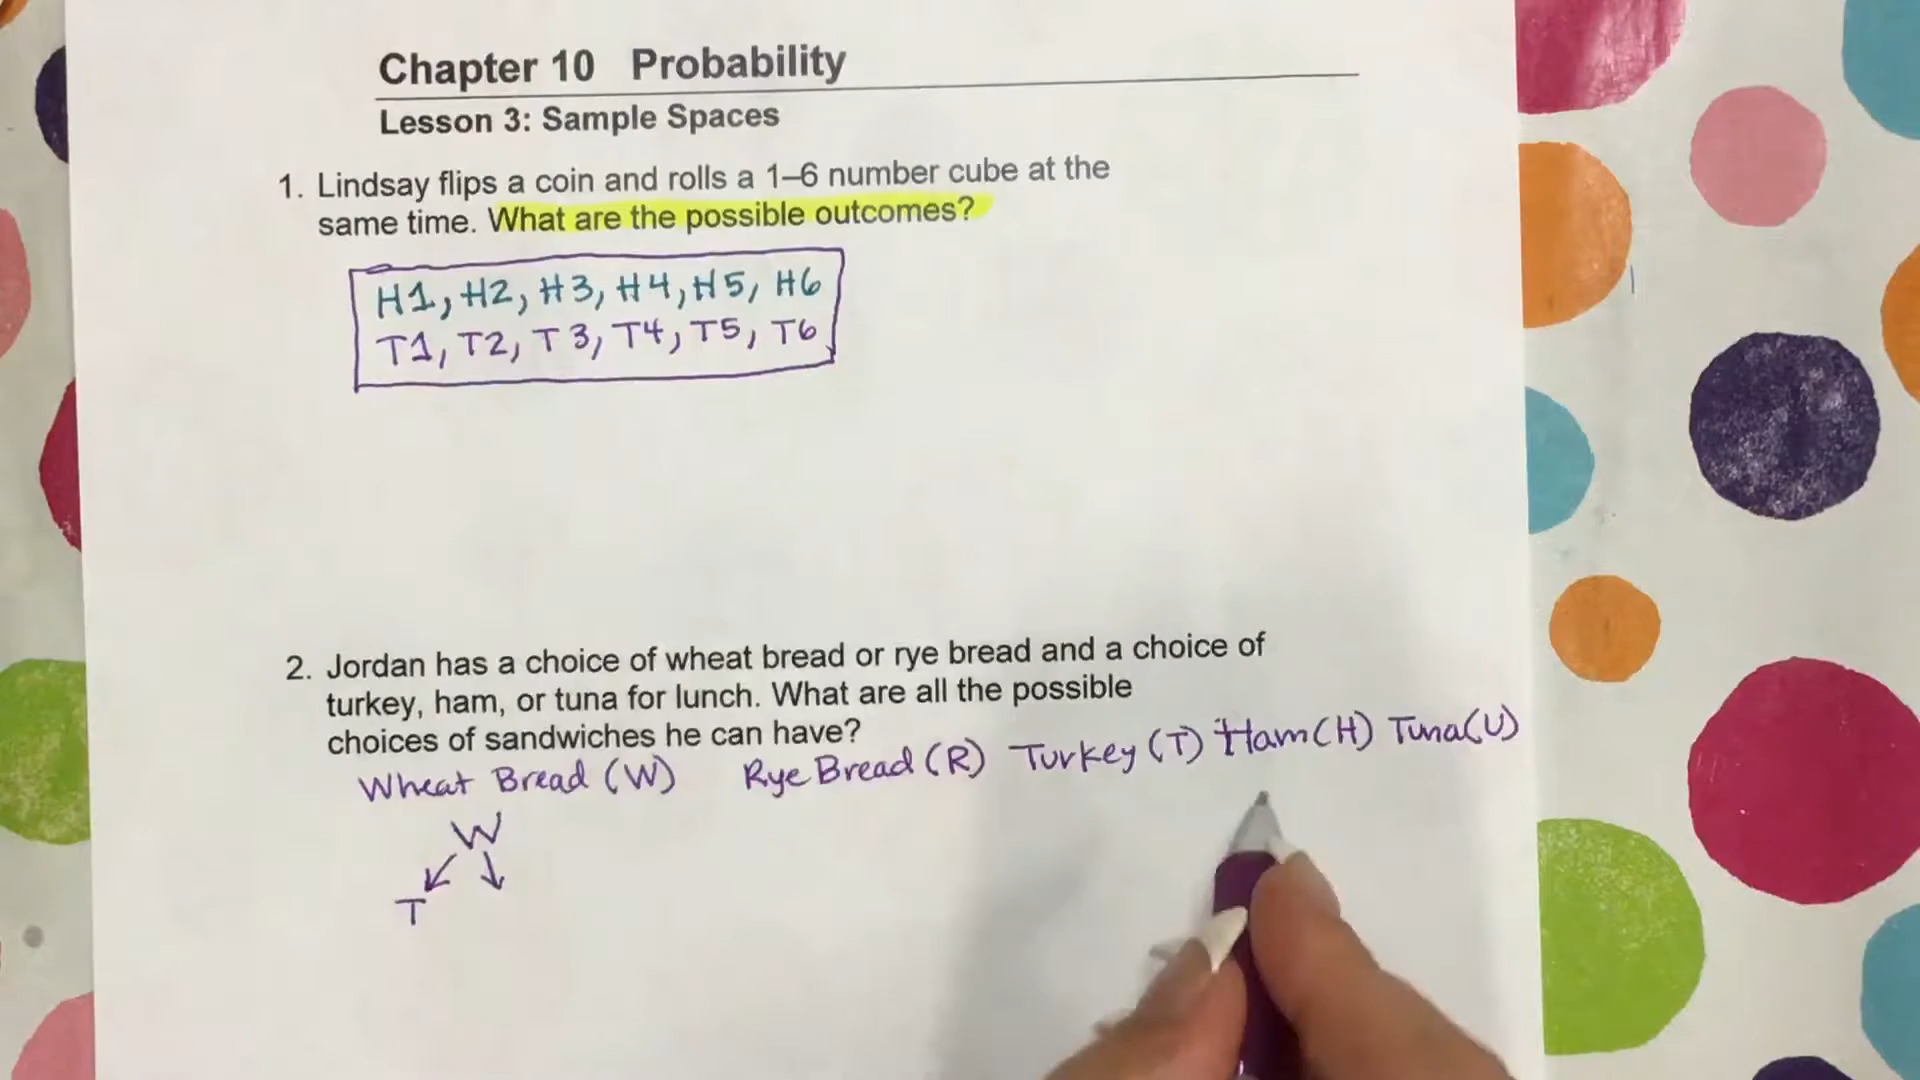 Chapter 10 Probability
Lesson 3: Sample Spaces
1. Lindsay flips a coin and rolls a 1–6 number cube at the
same time. What are the possible outcomes?
H1, H2, H3, H4, H5, H6
T1, T2, T3, T4, T5, T6
2. Jordan has a choice of wheat bread or rye bread and a choice of
turkey, ham, or tuna for lunch. What are all the possible
choices of sandwiches he can have?
Wheat Bread (W) Rye Bread (R) Turkey (T) Ham (H) Tuna (U)
W
T